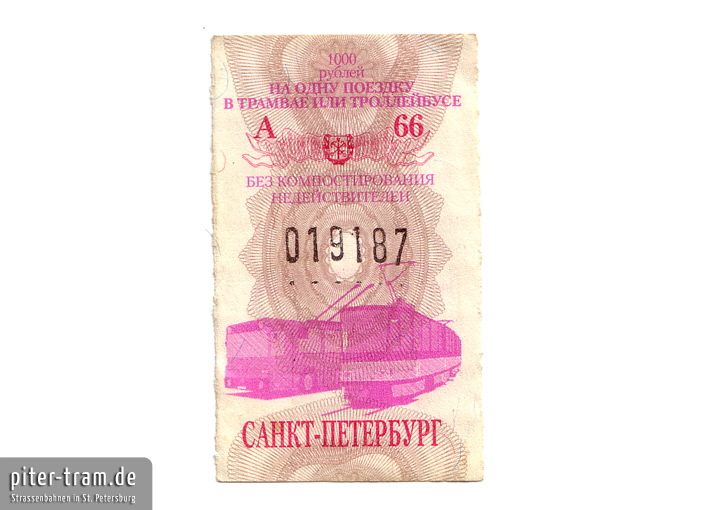 1000
рублей
НА ОДНУ ПОЕЗДКУ
В ТРАМВАЕ ИЛИ ТРОЛЛЕЙБУСЕ
А 66
БЕЗ КОМПОСТИРОВАНИЯ
НЕДЕЙСТВИТЕЛЕН
019187
САНКТ-ПЕТЕРБУРГ
piter-tram.de
Strassenbahnen in St. Petersburg